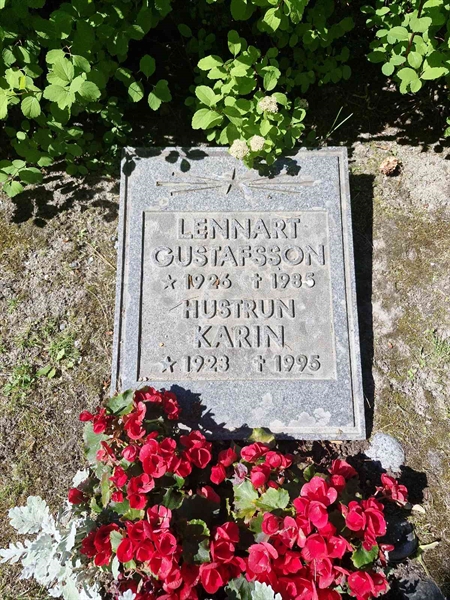 LENNART
GUSTAFSSON
★ 1926 † 1985
HUSTRUN
KARIN
★ 1923 † 1995